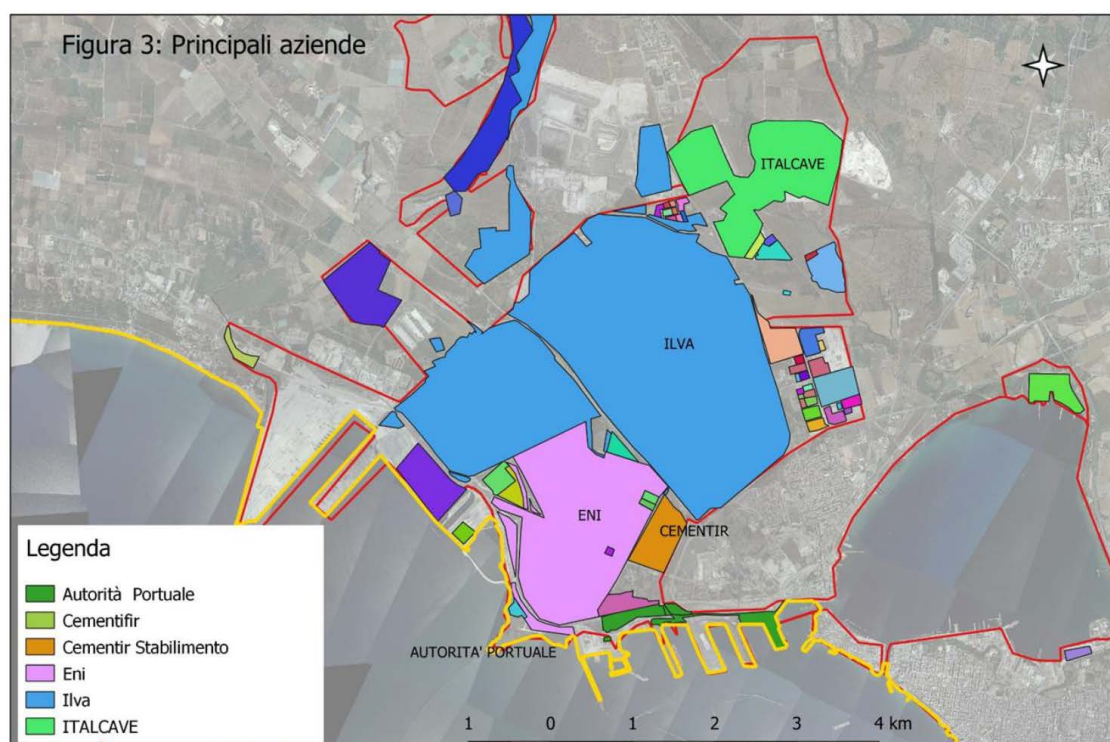 Figura 3: Principali aziende
ITALCAVE
ILVA
ENI
CEMENTIR
AUTORITA' PORTUALE
Legenda
Autorità Portuale
Cementifir
Cementir Stabilimento
Eni
Ilva
ITALCAVE
1 0 1 2 3 4 km